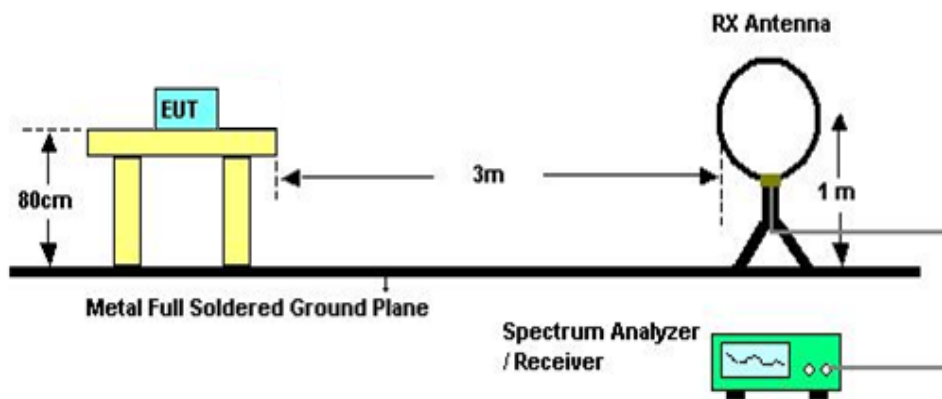 RX Antenna
EUT
3m
80cm
1 m
Metal Full Soldered Ground Plane
Spectrum Analyzer
/ Receiver